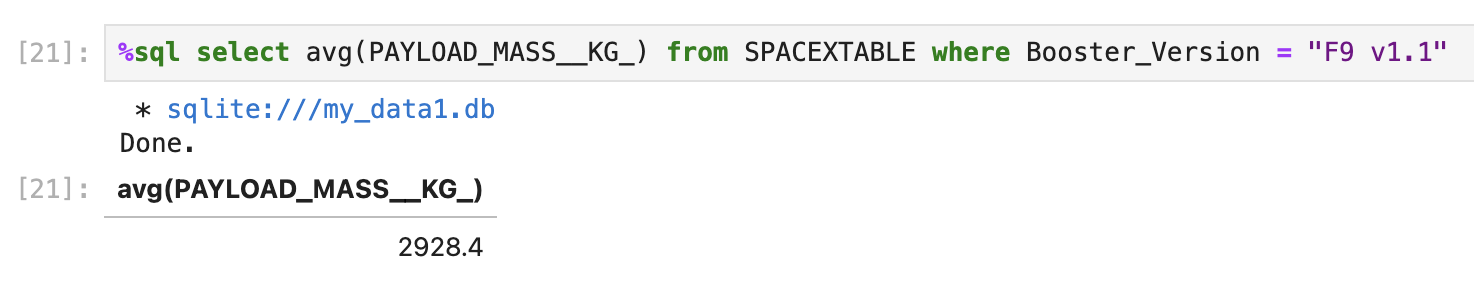 [21]: %sql select avg(PAYLOAD_MASS__KG_) from SPACEXTABLE where Booster_Version = "F9 v1.1"
* sqlite:///my_data1.db
Done.
[21]: avg(PAYLOAD_MASS__KG_)
2928.4